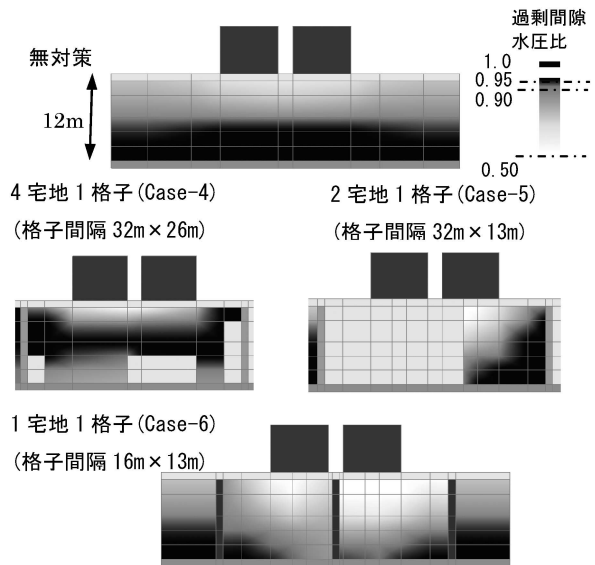 過剰間隙
水圧比
1.0
0.95
0.90
0.50
無対策
12m
4宅地1格子(Case-4)
(格子間隔 32m×26m)
2宅地1格子(Case-5)
(格子間隔 32m×13m)
1宅地1格子(Case-6)
(格子間隔 16m×13m)